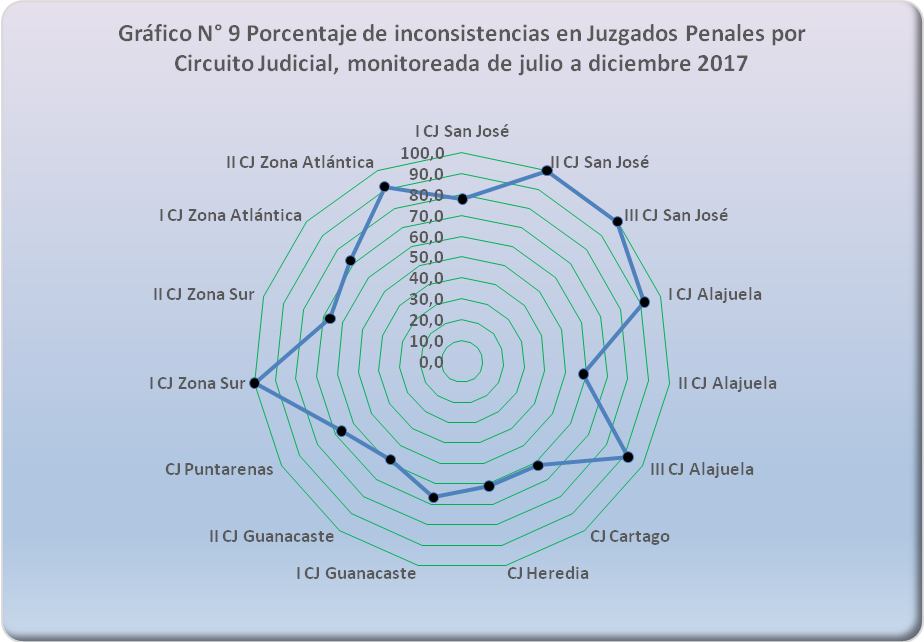 Gráfico N° 9 Porcentaje de inconsistencias en Juzgados Penales por
Circuito Judicial, monitoreada de julio a diciembre 2017
I CJ San José
II CJ San José
III CJ San José
I CJ Alajuela
II CJ Alajuela
III CJ Alajuela
CJ Cartago
CJ Heredia
I CJ Guanacaste
II CJ Guanacaste
CJ Puntarenas
I CJ Zona Sur
II CJ Zona Sur
I CJ Zona Atlántica
II CJ Zona Atlántica
100,0
90,0
80,0
70,0
60,0
50,0
40,0
30,0
20,0
10,0
0,0